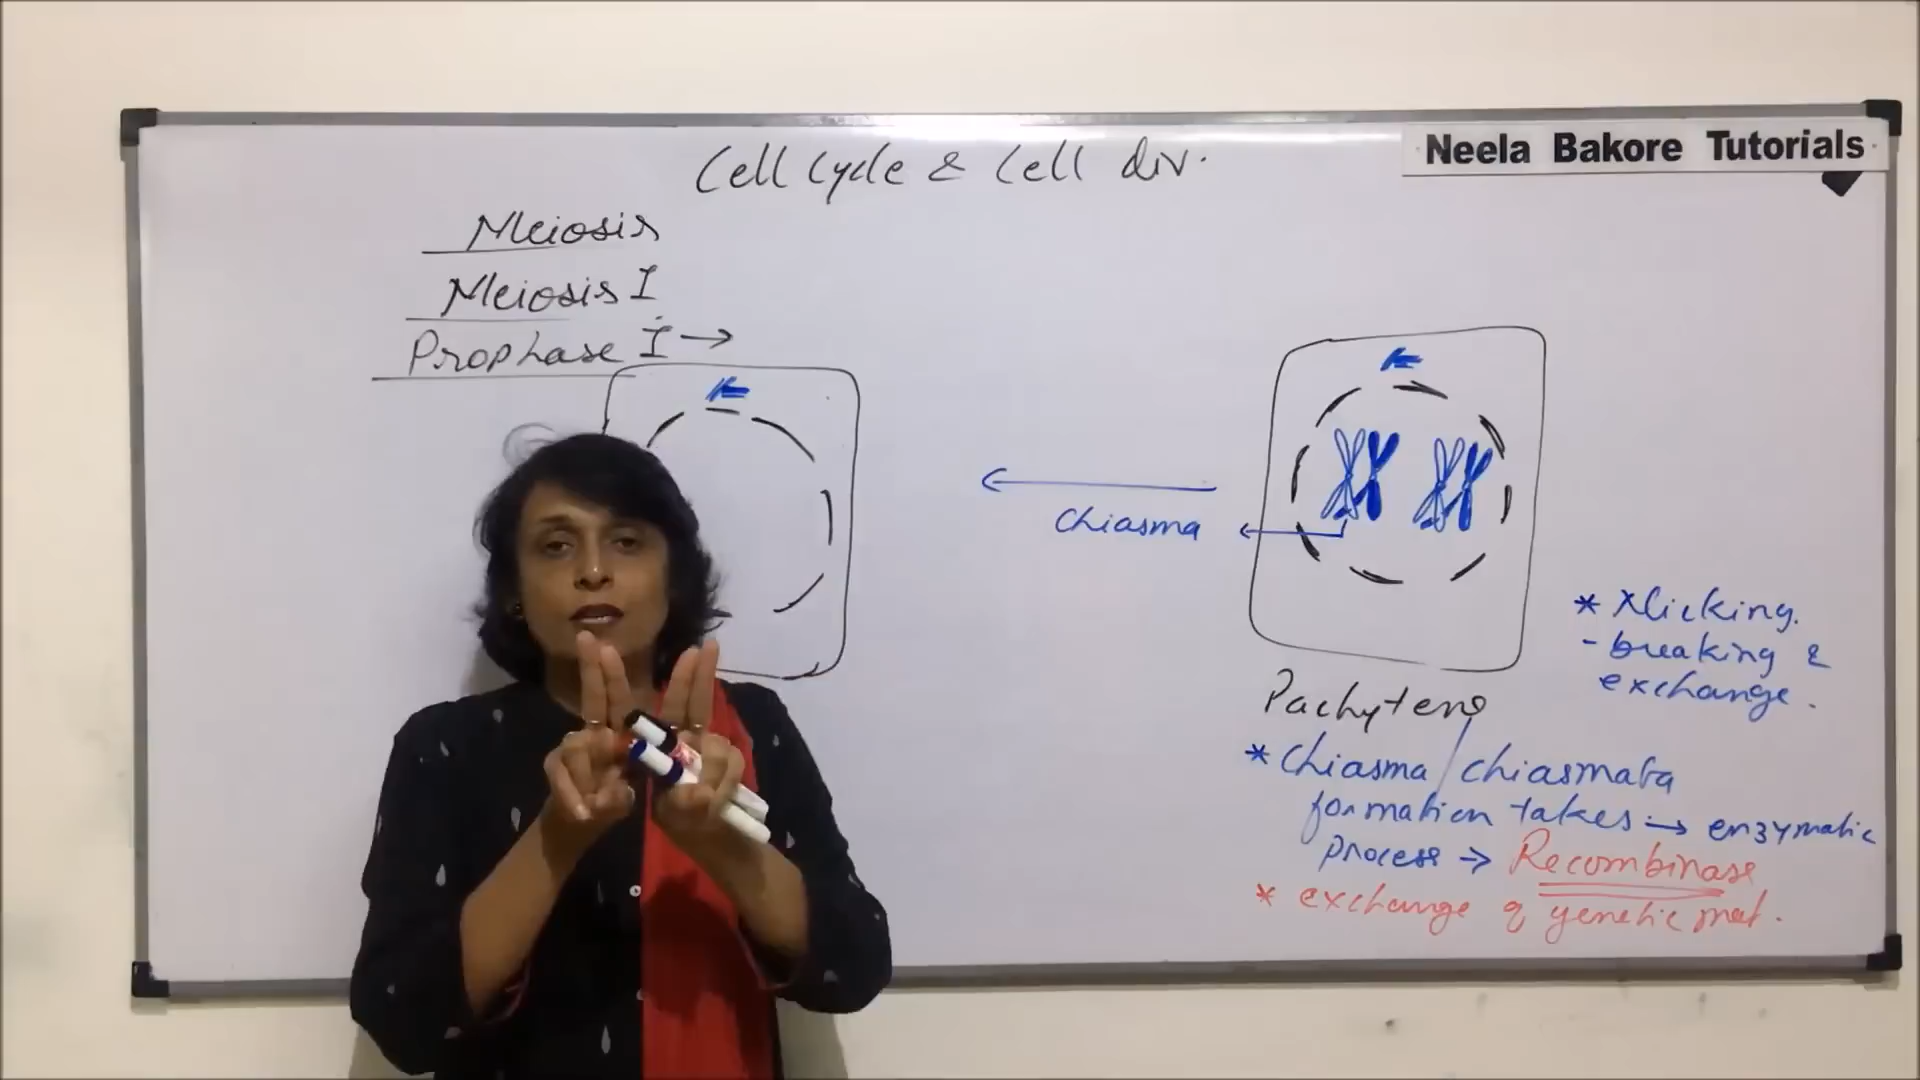 Neela Bakore Tutorials
Cell Cycle & Cell div.
Meiosis
Meiosis I
Prophase I →
Chiasma
* Nicking.
- breaking &
exchange.
Pachytene
* Chiasma / chiasmata
formation takes → enzymatic
process → Recombinase
* exchange of genetic mat.